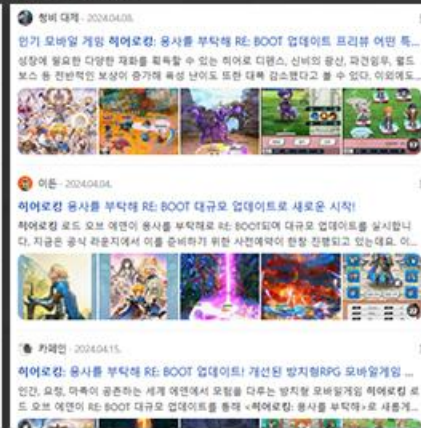 청비 대제 · 2024.04.08.
인기 모바일 게임 히어로킹: 용사를 부탁해 RE: BOOT 업데이트 프리뷰 어떤 특...
성장에 필요한 다양한 재화를 획득할 수 있는 히어로 디펜스, 신비의 광산, 파견임무, 월드
보스 등 전반적인 보상이 증가해 육성 난이도 또한 대폭 감소했다고 볼 수 있다. 이외에도...
이든 · 2024.04.04.
히어로킹 용사를 부탁해 RE: BOOT 대규모 업데이트로 새로운 시작!
히어로킹 로드 오브 에덴이 용사를 부탁해로 RE: BOOT되며 대규모 업데이트를 실시합니
다. 지금은 공식 라운지에서 이를 준비하기 위한 사전예약이 한창 진행되고 있는데요. 이...
카페인 · 2024.04.15.
히어로킹: 용사를 부탁해 RE: BOOT 업데이트! 개선된 방치형RPG 모바일게임 ...
인간, 요정, 마족이 공존하는 세계 에덴에서 모험을 다루는 방치형 모바일게임 히어로킹 로
드 오브 에덴이 RE: BOOT 대규모 업데이트를 통해 <히어로킹: 용사를 부탁해>로 새롭게...